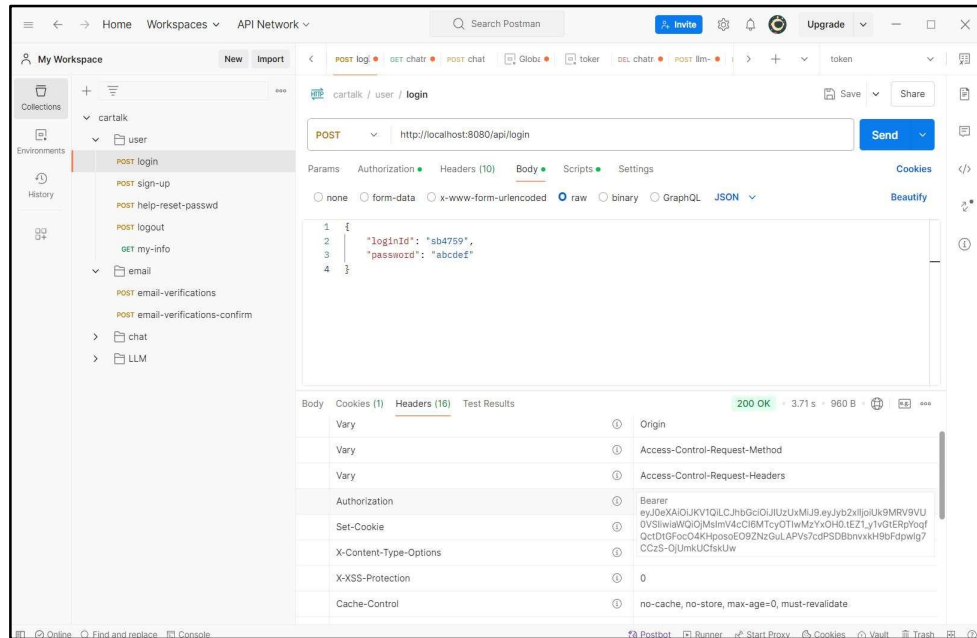 Home Workspaces API Network Search Postman Invite Upgrade
My Workspace New Import POST log. GET chatr POST chat Globa toker DEL chatr POST llm- token
Collections
Environments
History
cartalk
user
POST login
POST sign-up
POST help-reset-passwd
POST logout
GET my-info
email
POST email-verifications
POST email-verifications-confirm
chat
LLM
HTTP cartalk / user / login Save Share
POST http://localhost:8080/api/login Send
Params Authorization Headers (10) Body Scripts Settings Cookies
none form-data x-www-form-urlencoded raw binary GraphQL JSON Beautify
1 {
2 "loginId": "sb4759",
3 "password": "abcdef"
4 }
Body Cookies (1) Headers (16) Test Results 200 OK 3.71 s 960 B e.g.
Vary Origin
Vary Access-Control-Request-Method
Vary Access-Control-Request-Headers
Authorization Bearer
Set-Cookie
X-Content-Type-Options
X-XSS-Protection 0
Cache-Control no-cache, no-store, max-age=0, must-revalidate
Online Find and replace Console Postbot Runner Start Proxy Cookies Vault Trash